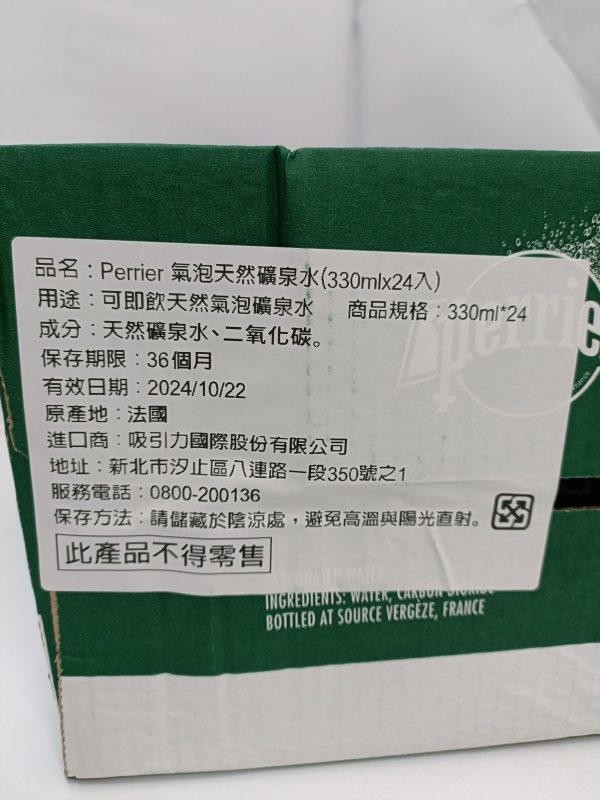 品名：Perrier 氣泡天然礦泉水(330mlx24入)
用途：可即飲天然氣泡礦泉水 商品規格：330ml*24
成分：天然礦泉水、二氧化碳。
保存期限：36個月
有效日期：2024/10/22
原產地：法國
進口商：吸引力國際股份有限公司
地址：新北市汐止區八連路一段350號之1
服務電話：0800-200136
保存方法：請儲藏於陰涼處，避免高溫與陽光直射。
此產品不得零售
perrie
CARBONATED WATER
INGREDIENTS: WATER, CARBON DIOXIDE
BOTTLED AT SOURCE VERGÈZE, FRANCE